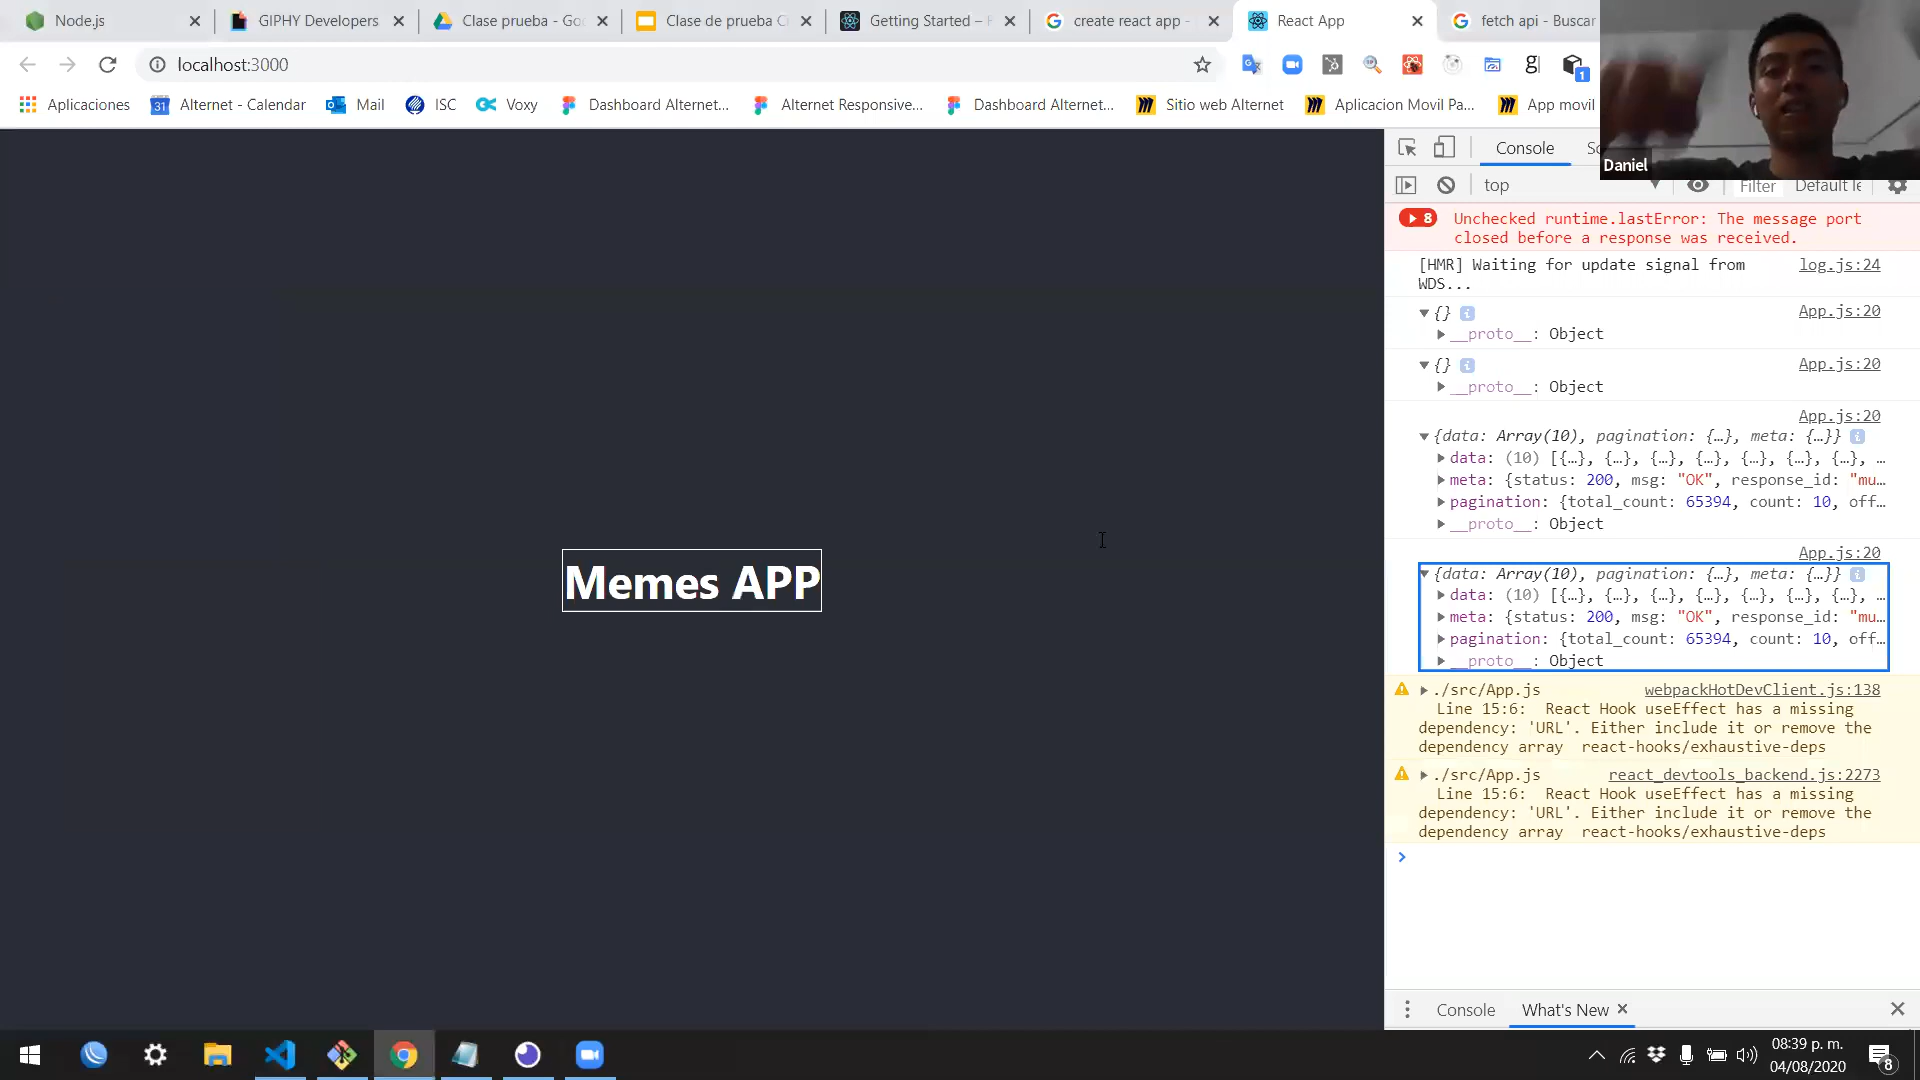 Node.js
GIPHY Developers
Clase prueba - Goo
Clase de prueba C
Getting Started –
create react app -
React App
fetch api - Buscar
localhost:3000
1
Aplicaciones
31
Alternet - Calendar
Mail
ISC
Voxy
Dashboard Alternet...
Alternet Responsive...
Dashboard Alternet...
Sitio web Alternet
Aplicacion Movil Pa...
App movil
Daniel
Memes APP
Console
top
Filter
Default le
8
Unchecked runtime.lastError: The message port
closed before a response was received.
[HMR] Waiting for update signal from
WDS...
log.js:24
{}
App.js:20
__proto__: Object
{}
App.js:20
__proto__: Object
App.js:20
{data: Array(10), pagination: {…}, meta: {…}}
data: (10) [{…}, {…}, {…}, {…}, {…}, {…}, {…}, …
meta: {status: 200, msg: "OK", response_id: "mu…
pagination: {total_count: 65394, count: 10, off…
__proto__: Object
App.js:20
{data: Array(10), pagination: {…}, meta: {…}}
data: (10) [{…}, {…}, {…}, {…}, {…}, {…}, {…}, …
meta: {status: 200, msg: "OK", response_id: "mu…
pagination: {total_count: 65394, count: 10, off…
__proto__: Object
./src/App.js
webpackHotDevClient.js:138
Line 15:6:  React Hook useEffect has a missing
dependency: 'URL'. Either include it or remove the
dependency array  react-hooks/exhaustive-deps
./src/App.js
react_devtools_backend.js:2273
Line 15:6:  React Hook useEffect has a missing
dependency: 'URL'. Either include it or remove the
dependency array  react-hooks/exhaustive-deps
Console
What's New
08:39 p. m.
04/08/2020
8